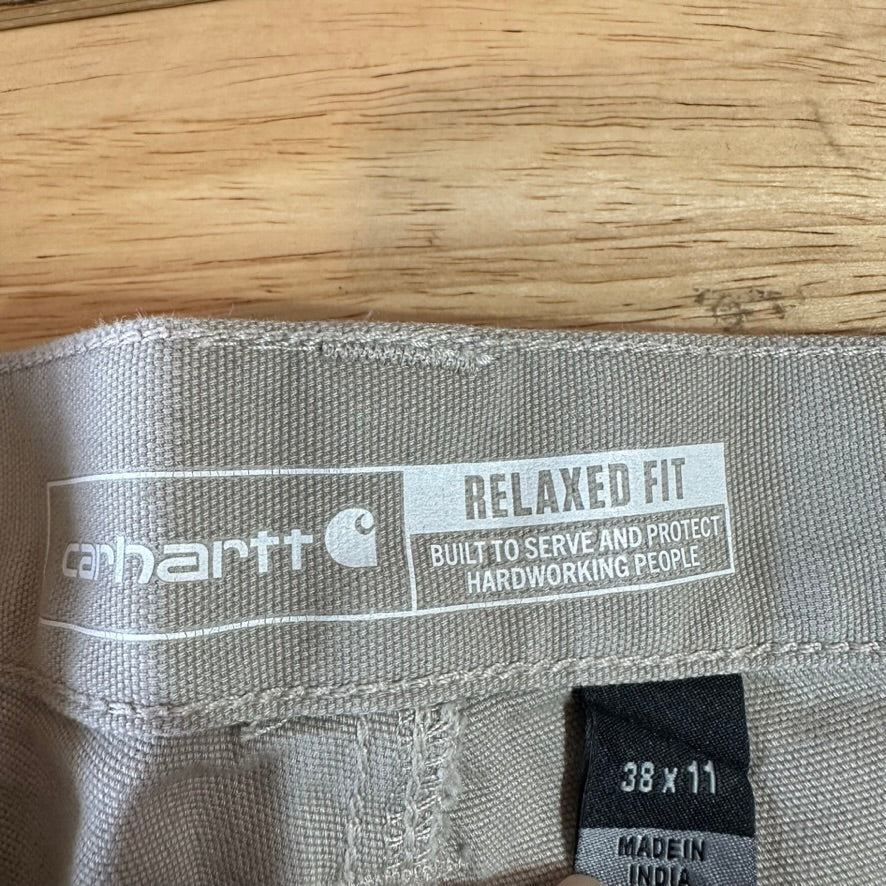 carhartt
RELAXED FIT
BUILT TO SERVE AND PROTECT
HARDWORKING PEOPLE
38 x 11
MADE IN
INDIA